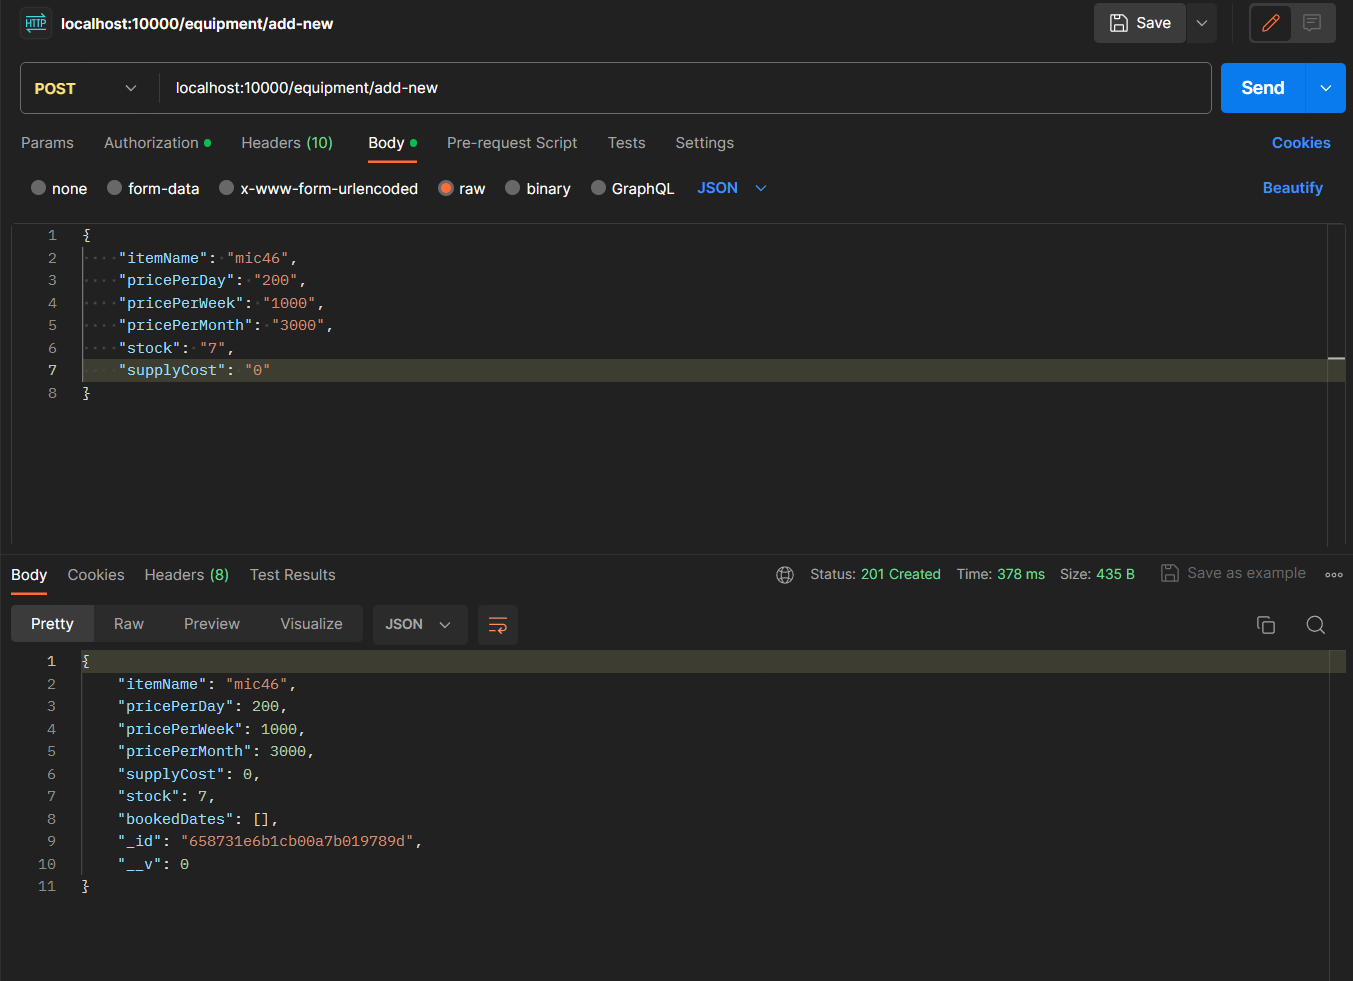 HTTP localhost:10000/equipment/add-new Save
POST localhost:10000/equipment/add-new Send
Params Authorization Headers (10) Body Pre-request Script Tests Settings Cookies
none form-data x-www-form-urlencoded raw binary GraphQL JSON Beautify
1 {
2 "itemName": "mic46",
3 "pricePerDay": "200",
4 "pricePerWeek": "1000",
5 "pricePerMonth": "3000",
6 "stock": "7",
7 "supplyCost": "0"
8 }
Body Cookies Headers (8) Test Results Status: 201 Created Time: 378 ms Size: 435 B Save as example
Pretty Raw Preview Visualize JSON
1 {
2 "itemName": "mic46",
3 "pricePerDay": 200,
4 "pricePerWeek": 1000,
5 "pricePerMonth": 3000,
6 "supplyCost": 0,
7 "stock": 7,
8 "bookedDates": [],
9 "_id": "658731e6b1cb00a7b019789d",
10 "__v": 0
11 }